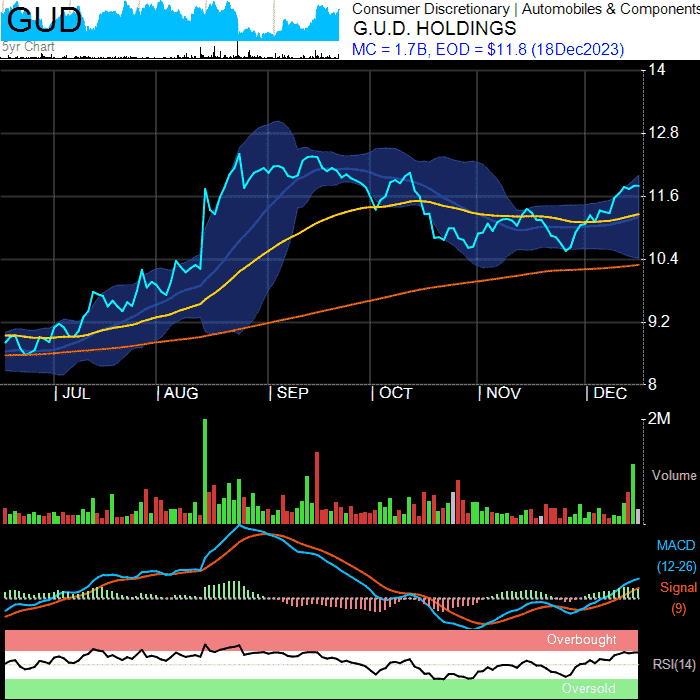 GUD
5yr Chart
Consumer Discretionary | Automobiles & Components
G.U.D. HOLDINGS
MC = 1.7B, EOD = $11.8 (18Dec2023)
14
12.8
11.6
10.4
9.2
8
| JUL | AUG | SEP | OCT | NOV | DEC
2M
Volume
MACD
(12-26)
Signal
(9)
Overbought
RSI(14)
Oversold